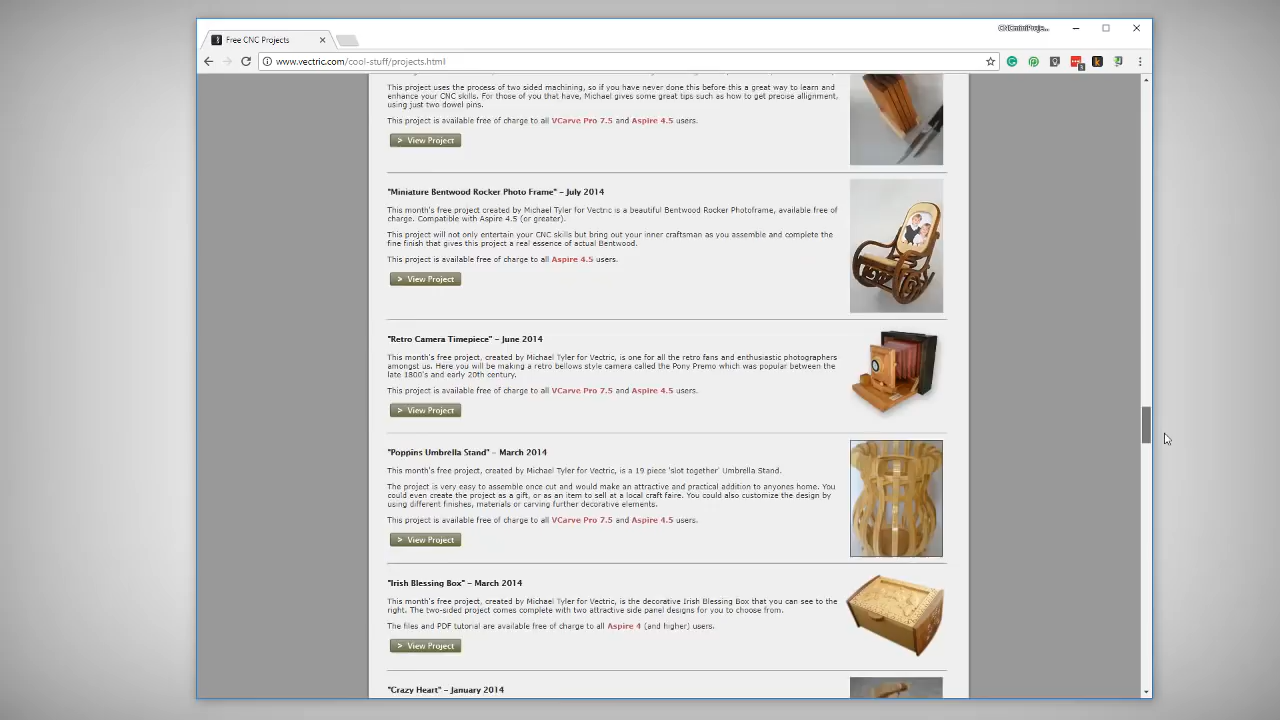 CNCminiProje...
Free CNC Projects
www.vectric.com/cool-stuff/projects.html
3
This project uses the process of two sided machining, so if you have never done this before this a great way to learn and
enhance your CNC skills. For those of you that have, Michael gives some great tips such as how to get precise allignment,
using just two dowel pins.
This project is available free of charge to all VCarve Pro 7.5 and Aspire 4.5 users.
> View Project
"Miniature Bentwood Rocker Photo Frame" - July 2014
This month's free project created by Michael Tyler for Vectric is a beautiful Bentwood Rocker Photoframe, available free of
charge. Compatible with Aspire 4.5 (or greater).
This project will not only entertain your CNC skills but bring out your inner craftsman as you assemble and complete the
fine finish that gives this project a real essence of actual Bentwood.
This project is available free of charge to all Aspire 4.5 users.
> View Project
"Retro Camera Timepiece" - June 2014
This month's free project, created by Michael Tyler for Vectric, is one for all the retro fans and enthusiastic photographers
amongst us. Here you will be making a retro bellows style camera called the Pony Premo which was popular between the
late 1800's and early 20th century.
This project is available free of charge to all VCarve Pro 7.5 and Aspire 4.5 users.
> View Project
"Poppins Umbrella Stand" - March 2014
This month's free project, created by Michael Tyler for Vectric, is a 19 piece 'slot together' Umbrella Stand.
The project is very easy to assemble once cut and would make an attractive and practical addition to anyones home. You
could even create the project as a gift, or as an item to sell at a local craft faire. You could also customize the design by
using different finishes, materials or carving further decorative elements.
This project is available free of charge to all VCarve Pro 7.5 and Aspire 4.5 users.
> View Project
"Irish Blessing Box" - March 2014
This month's free project, created by Michael Tyler for Vectric, is the decorative Irish Blessing Box that you can see to the
right. The two-sided project comes complete with two attractive side panel designs for you to choose from.
The files and PDF tutorial are available free of charge to all Aspire 4 (and higher) users.
> View Project
"Crazy Heart" - January 2014